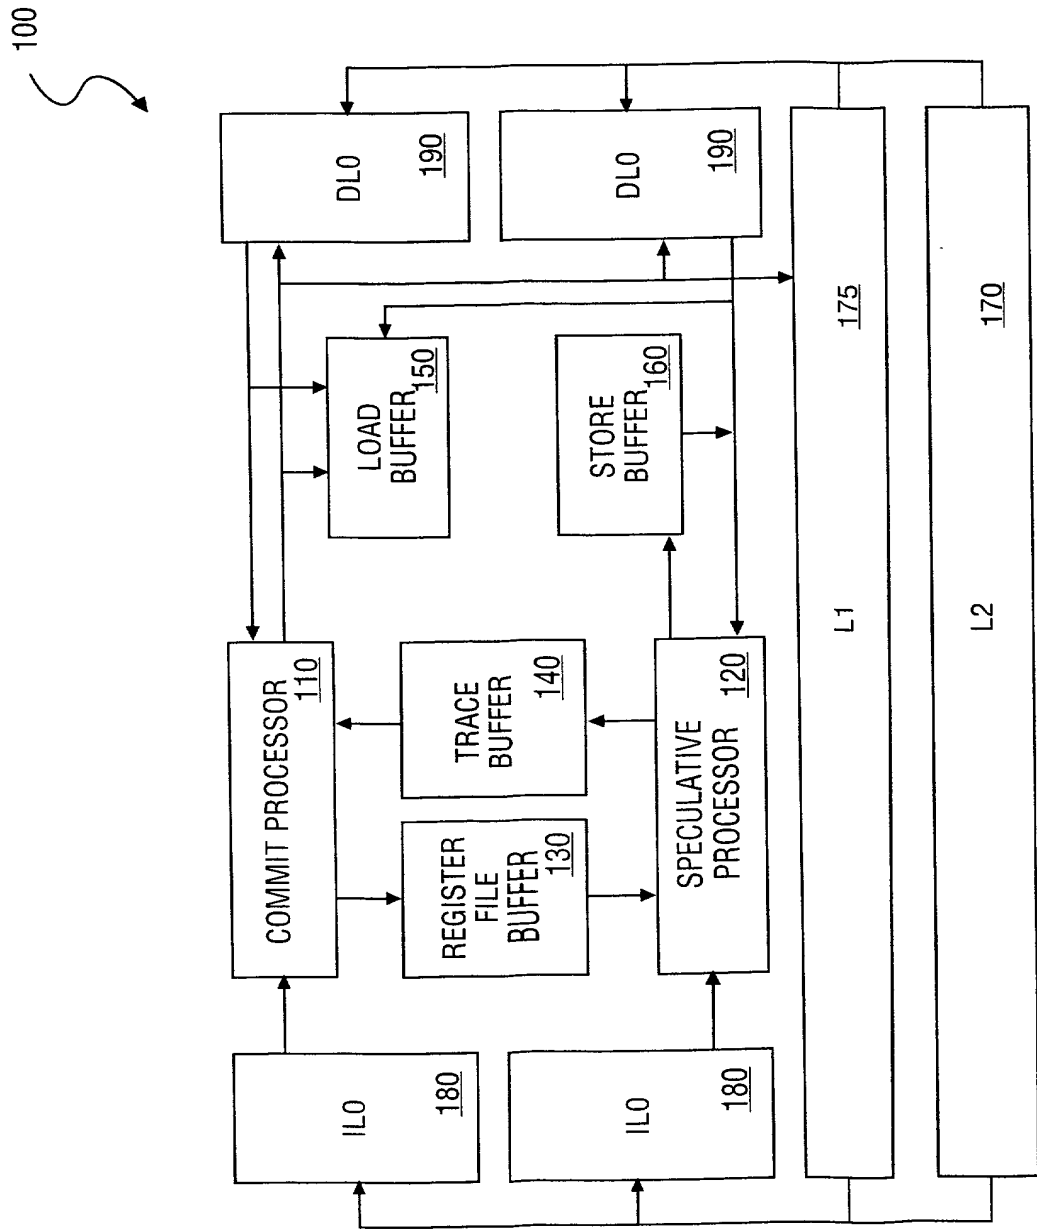 100
DL0
190
DL0
190
LOAD
BUFFER
150
STORE
BUFFER
160
175
170
L1
L2
COMMIT PROCESSOR
110
TRACE
BUFFER
140
REGISTER
FILE
BUFFER
130
SPECULATIVE
PROCESSOR
120
IL0
180
IL0
180